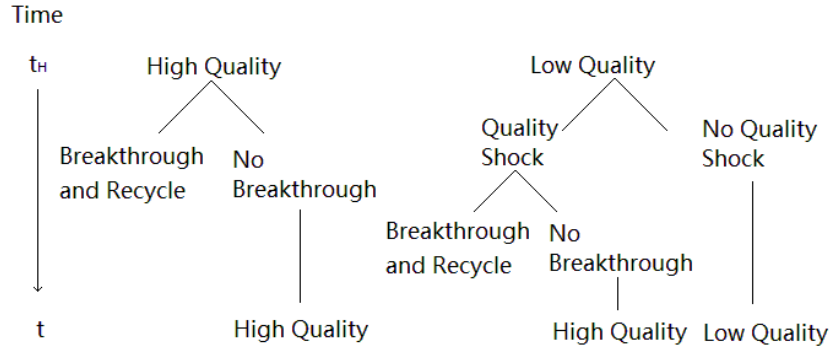 Time
tH
High Quality
Low Quality
Breakthrough
and Recycle
No
Breakthrough
Quality
Shock
No Quality
Shock
Breakthrough
and Recycle
No
Breakthrough
t
High Quality
High Quality
Low Quality